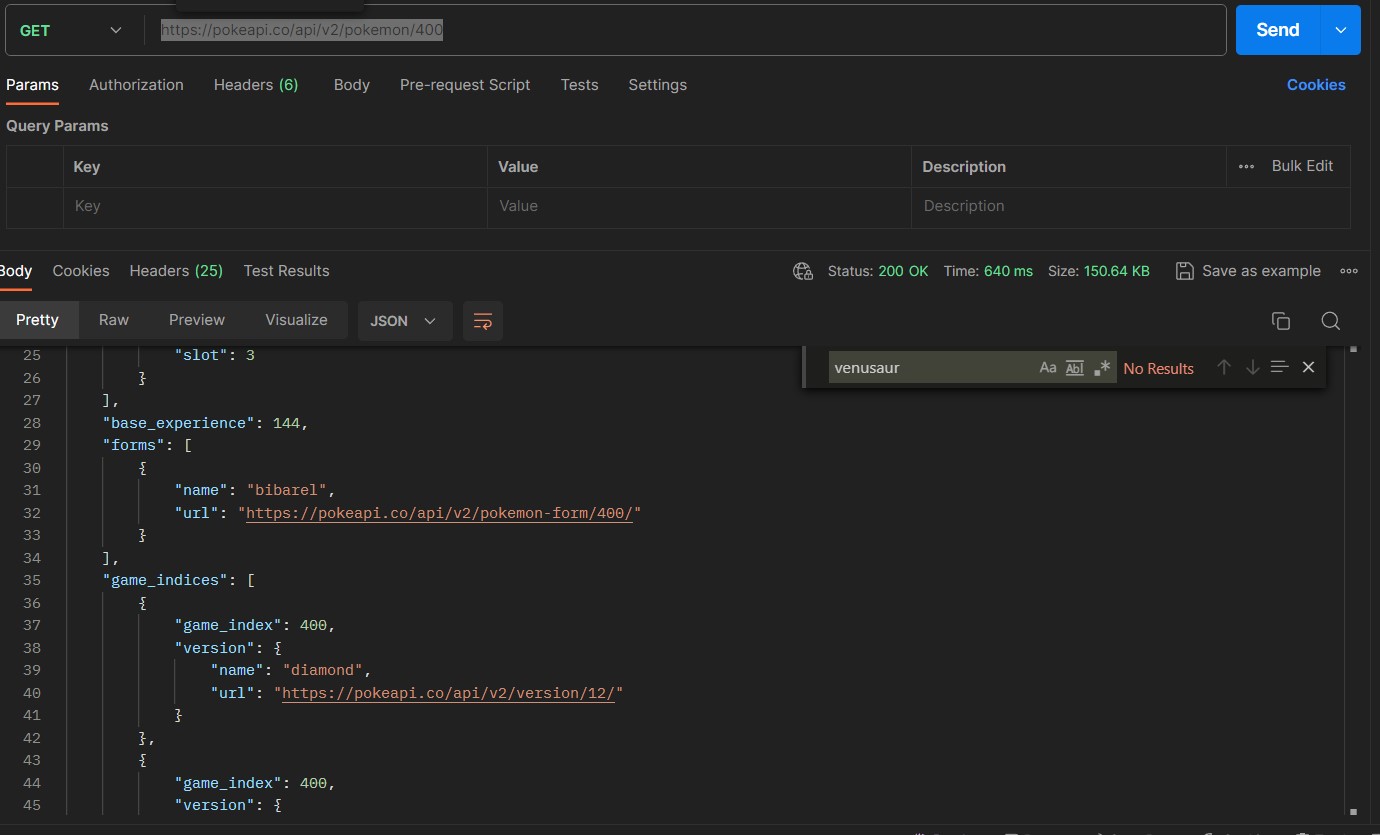 GET https://pokeapi.co/api/v2/pokemon/400 Send
Params Authorization Headers (6) Body Pre-request Script Tests Settings Cookies
Query Params
Key Value Description Bulk Edit
Key Value Description
Body Cookies Headers (25) Test Results Status: 200 OK Time: 640 ms Size: 150.64 KB Save as example
Pretty Raw Preview Visualize JSON
venusaur Aa Abl .* No Results
25 "slot": 3
26 }
27 ],
28 "base_experience": 144,
29 "forms": [
30 {
31 "name": "bibarel",
32 "url": "https://pokeapi.co/api/v2/pokemon-form/400/"
33 }
34 ],
35 "game_indices": [
36 {
37 "game_index": 400,
38 "version": {
39 "name": "diamond",
40 "url": "https://pokeapi.co/api/v2/version/12/"
41 }
42 },
43 {
44 "game_index": 400,
45 "version": {